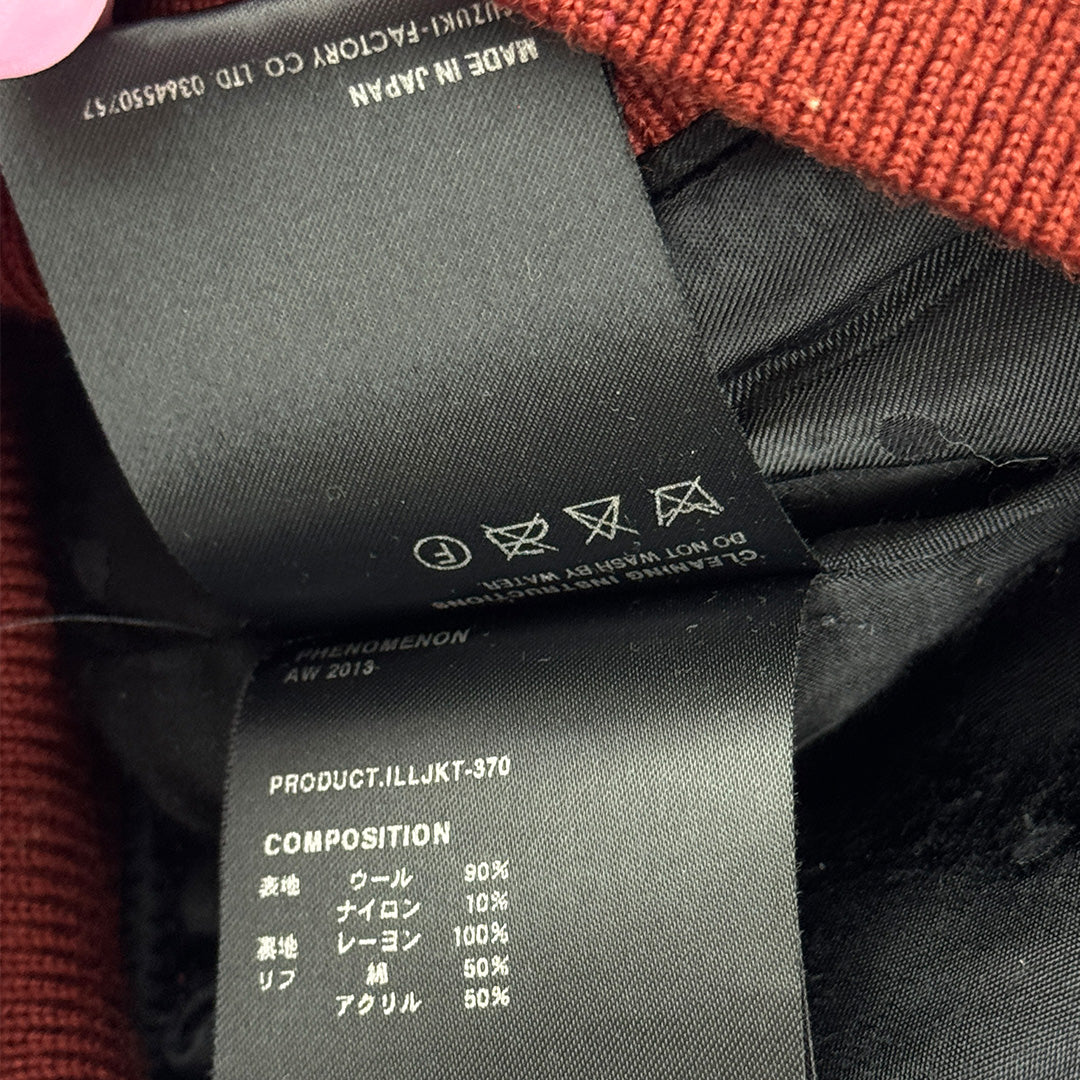 SUZUKI-FACTORY CO. LTD 0364550757
MADE IN JAPAN
F
DO NOT WASH BY WATER.
CLEANING INSTRUCTIONS
PHENOMENON
AW 2013
PRODUCT.ILLJKT-370
COMPOSITION
表地 ウール 90%
ナイロン 10%
裏地 レーヨン 100%
リブ 綿 50%
アクリル 50%